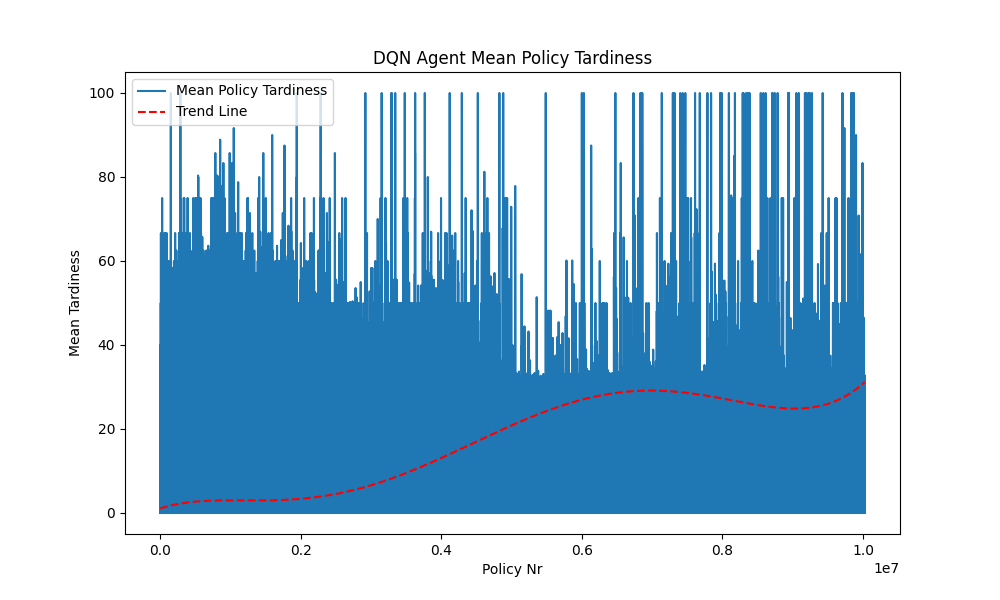 DQN Agent Mean Policy Tardiness
Mean Policy Tardiness
Trend Line
100
80
60
40
20
0
Mean Tardiness
0.0 0.2 0.4 0.6 0.8 1.0
1e7
Policy Nr